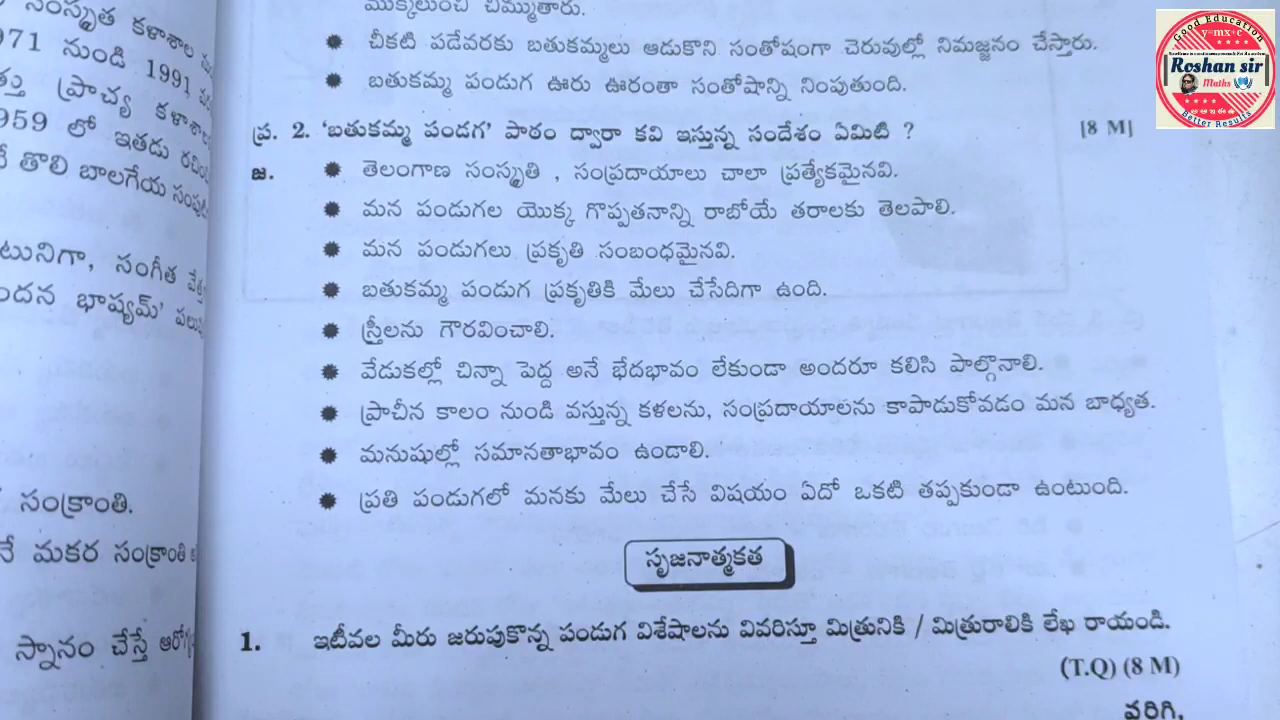 సంస్కృత కళాశాల
971 నుండి 1991
ప్రాచ్య కళాశాల
959 లో ఇతడు
తొలి బాలగేయ
టునిగా, సంగీత
భాష్యమ్'
సంక్రాంతి.
నే మకర సంక్రాంతి
స్నానం చేస్తే
ముక్కలుంచి చిమ్ముతారు.
చీకటి పడేవరకు బతుకమ్మలు ఆడుకొని సంతోషంగా చెరువుల్లో నిమజ్జనం చేస్తారు.
బతుకమ్మ పండుగ ఊరు ఊరంతా సంతోషాన్ని నింపుతుంది.
ప్ర. 2. 'బతుకమ్మ పండగ' పాఠం ద్వారా కవి ఇస్తున్న సందేశం ఏమిటి ? [8 M]
జ. తెలంగాణ సంస్కృతి , సంప్రదాయాలు చాలా ప్రత్యేకమైనవి.
మన పండుగల యొక్క గొప్పతనాన్ని రాబోయే తరాలకు తెలపాలి.
మన పండుగలు ప్రకృతి సంబంధమైనవి.
బతుకమ్మ పండుగ ప్రకృతికి మేలు చేసేదిగా ఉంది.
స్త్రీలను గౌరవించాలి.
వేడుకల్లో చిన్నా పెద్ద అనే భేదభావం లేకుండా అందరూ కలిసి పాల్గొనాలి.
ప్రాచీన కాలం నుండి వస్తున్న కళలను, సంప్రదాయాలను కాపాడుకోవడం మన బాధ్యత.
మనుషుల్లో సమానతాభావం ఉండాలి.
ప్రతి పండుగలో మనకు మేలు చేసే విషయం ఏదో ఒకటి తప్పకుండా ఉంటుంది.
సృజనాత్మకత
1. ఇటీవల మీరు జరుపుకొన్న పండుగ విశేషాలను వివరిస్తూ మిత్రునికి / మిత్రురాలికి లేఖ రాయండి.
(T.Q) (8 M)
వర్గి,
Good Education
y=mx+c
Roshan sir
Maths
Better Results